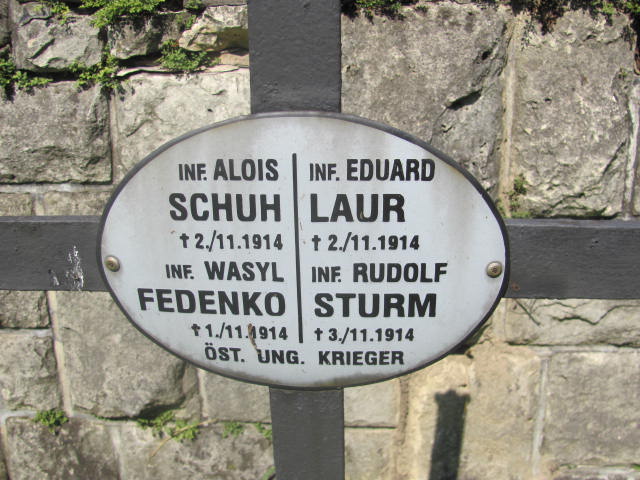 INF. ALOIS
SCHUH
† 2./11.1914
INF. WASYL
FEDENKO
† 1./11.1914
INF. EDUARD
LAUR
† 2./11.1914
INF. RUDOLF
STURM
† 3./11.1914
ÖST. UNG. KRIEGER